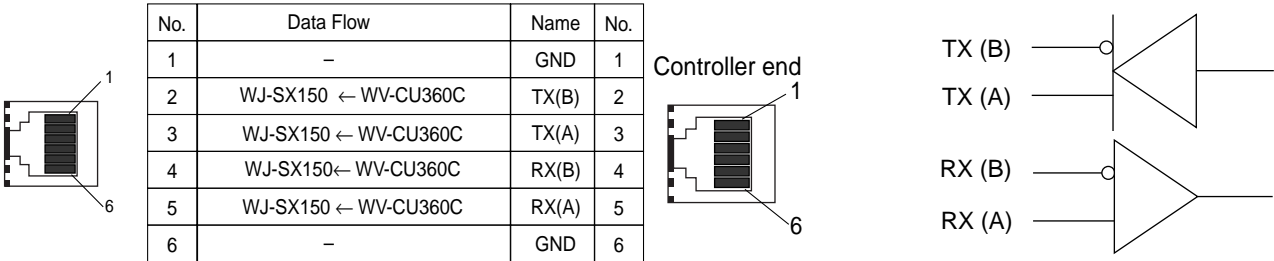 No. Data Flow Name No.
1 – GND 1
2 WJ-SX150 ← WV-CU360C TX(B) 2
3 WJ-SX150 ← WV-CU360C TX(A) 3
4 WJ-SX150← WV-CU360C RX(B) 4
5 WJ-SX150 ← WV-CU360C RX(A) 5
6 – GND 6
1
6
Controller end
1
6
TX (B)
TX (A)
RX (B)
RX (A)